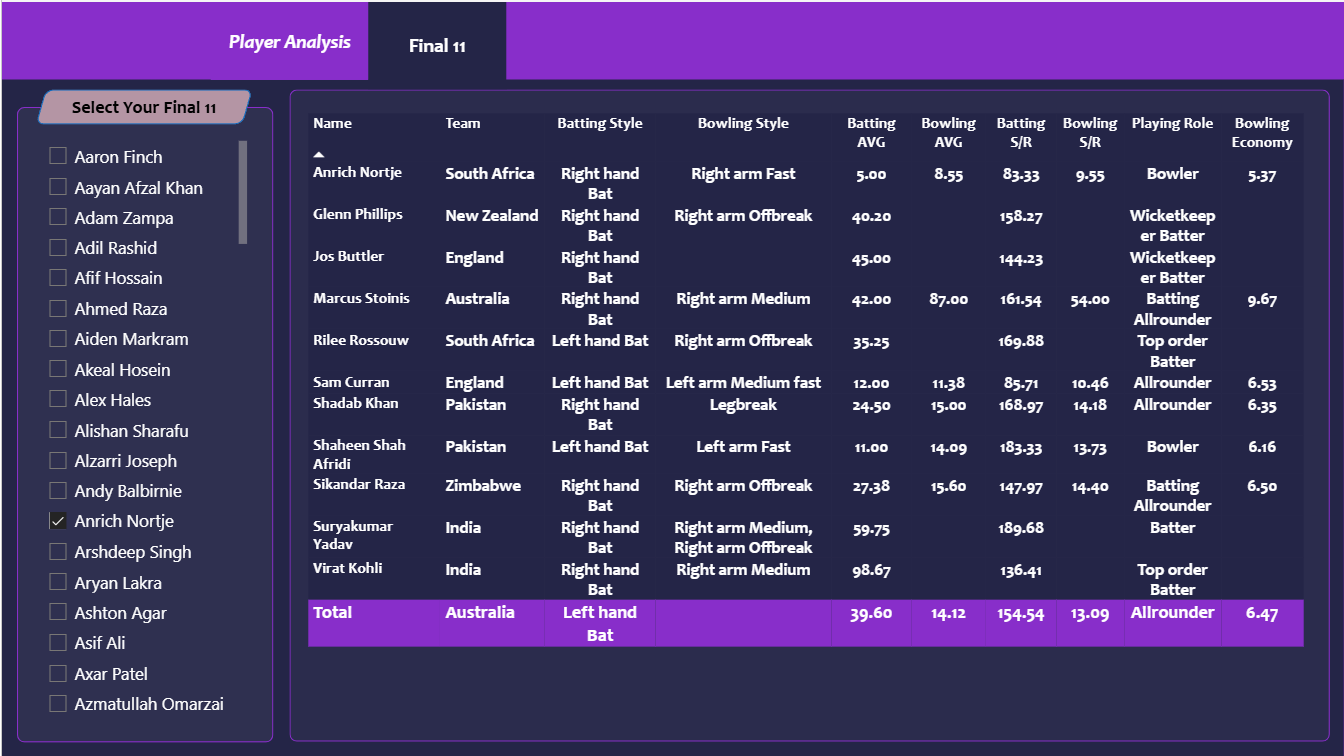 Player Analysis
Final 11
Select Your Final 11
Aaron Finch
Aayan Afzal Khan
Adam Zampa
Adil Rashid
Afif Hossain
Ahmed Raza
Aiden Markram
Akeal Hosein
Alex Hales
Alishan Sharafu
Alzarri Joseph
Andy Balbirnie
Anrich Nortje
Arshdeep Singh
Aryan Lakra
Ashton Agar
Asif Ali
Axar Patel
Azmatullah Omarzai
Name Team Batting Style Bowling Style Batting Bowling Batting Bowling Playing Role Bowling
AVG AVG S/R S/R Economy
Anrich Nortje South Africa Right hand Right arm Fast 5.00 8.55 83.33 9.55 Bowler 5.37
Bat
Glenn Phillips New Zealand Right hand Right arm Offbreak 40.20 158.27 Wicketkeep
Bat er Batter
Jos Buttler England Right hand 45.00 144.23 Wicketkeep
Bat er Batter
Marcus Stoinis Australia Right hand Right arm Medium 42.00 87.00 161.54 54.00 Batting 9.67
Bat Allrounder
Rilee Rossouw South Africa Left hand Bat Right arm Offbreak 35.25 169.88 Top order
Batter
Sam Curran England Left hand Bat Left arm Medium fast 12.00 11.38 85.71 10.46 Allrounder 6.53
Shadab Khan Pakistan Right hand Legbreak 24.50 15.00 168.97 14.18 Allrounder 6.35
Bat
Shaheen Shah Pakistan Left hand Bat Left arm Fast 11.00 14.09 183.33 13.73 Bowler 6.16
Afridi
Sikandar Raza Zimbabwe Right hand Right arm Offbreak 27.38 15.60 147.97 14.40 Batting 6.50
Bat Allrounder
Suryakumar India Right hand Right arm Medium, 59.75 189.68 Batter
Yadav Bat Right arm Offbreak
Virat Kohli India Right hand Right arm Medium 98.67 136.41 Top order
Bat Batter
Total Australia Left hand 39.60 14.12 154.54 13.09 Allrounder 6.47
Bat